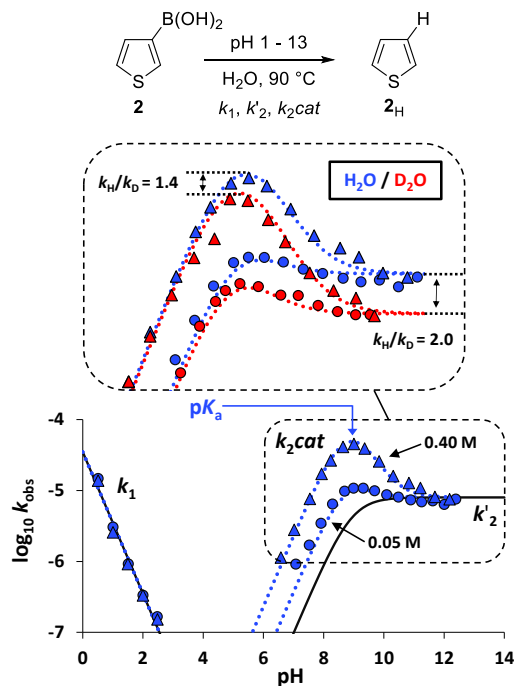 B(OH)₂
S
2
pH 1 - 13
H₂O, 90 °C
k₁, k'₂, k₂cat
H
S
2H
H₂O / D₂O
kH/kD = 1.4
kH/kD = 2.0
pKₐ
k₂cat
0.40 M
k'₂
0.05 M
k₁
log₁₀ kobs
-4
-5
-6
-7
0 2 4 6 8 10 12 14
pH